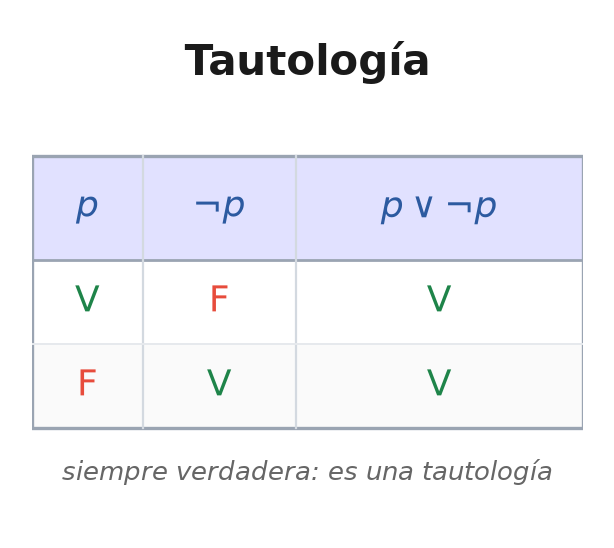 Tautología
p ¬p p ∨ ¬p
V F V
F V V
siempre verdadera: es una tautología